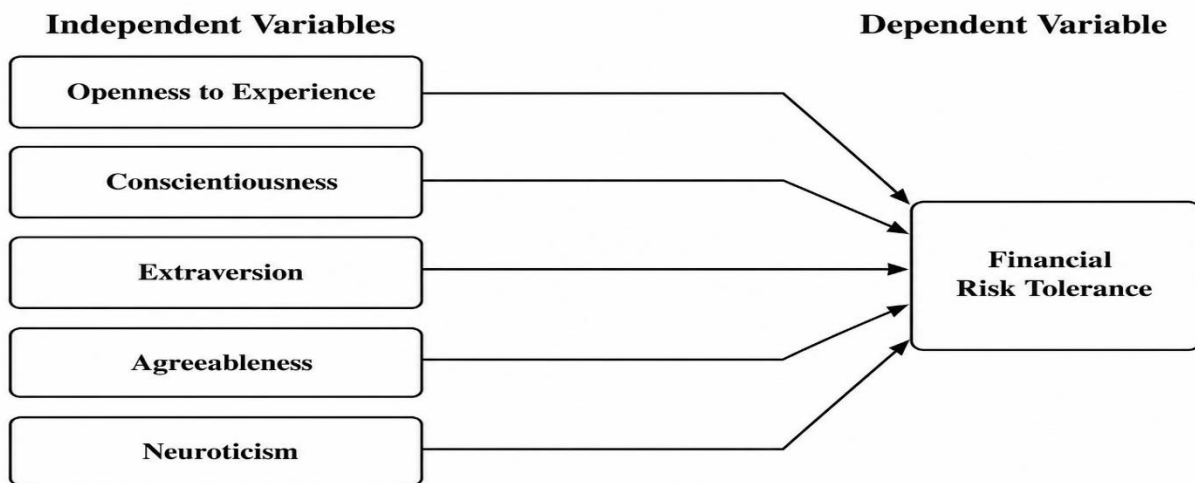 Independent Variables
Dependent Variable
Openness to Experience
Conscientiousness
Extraversion
Agreeableness
Neuroticism
Financial
Risk Tolerance